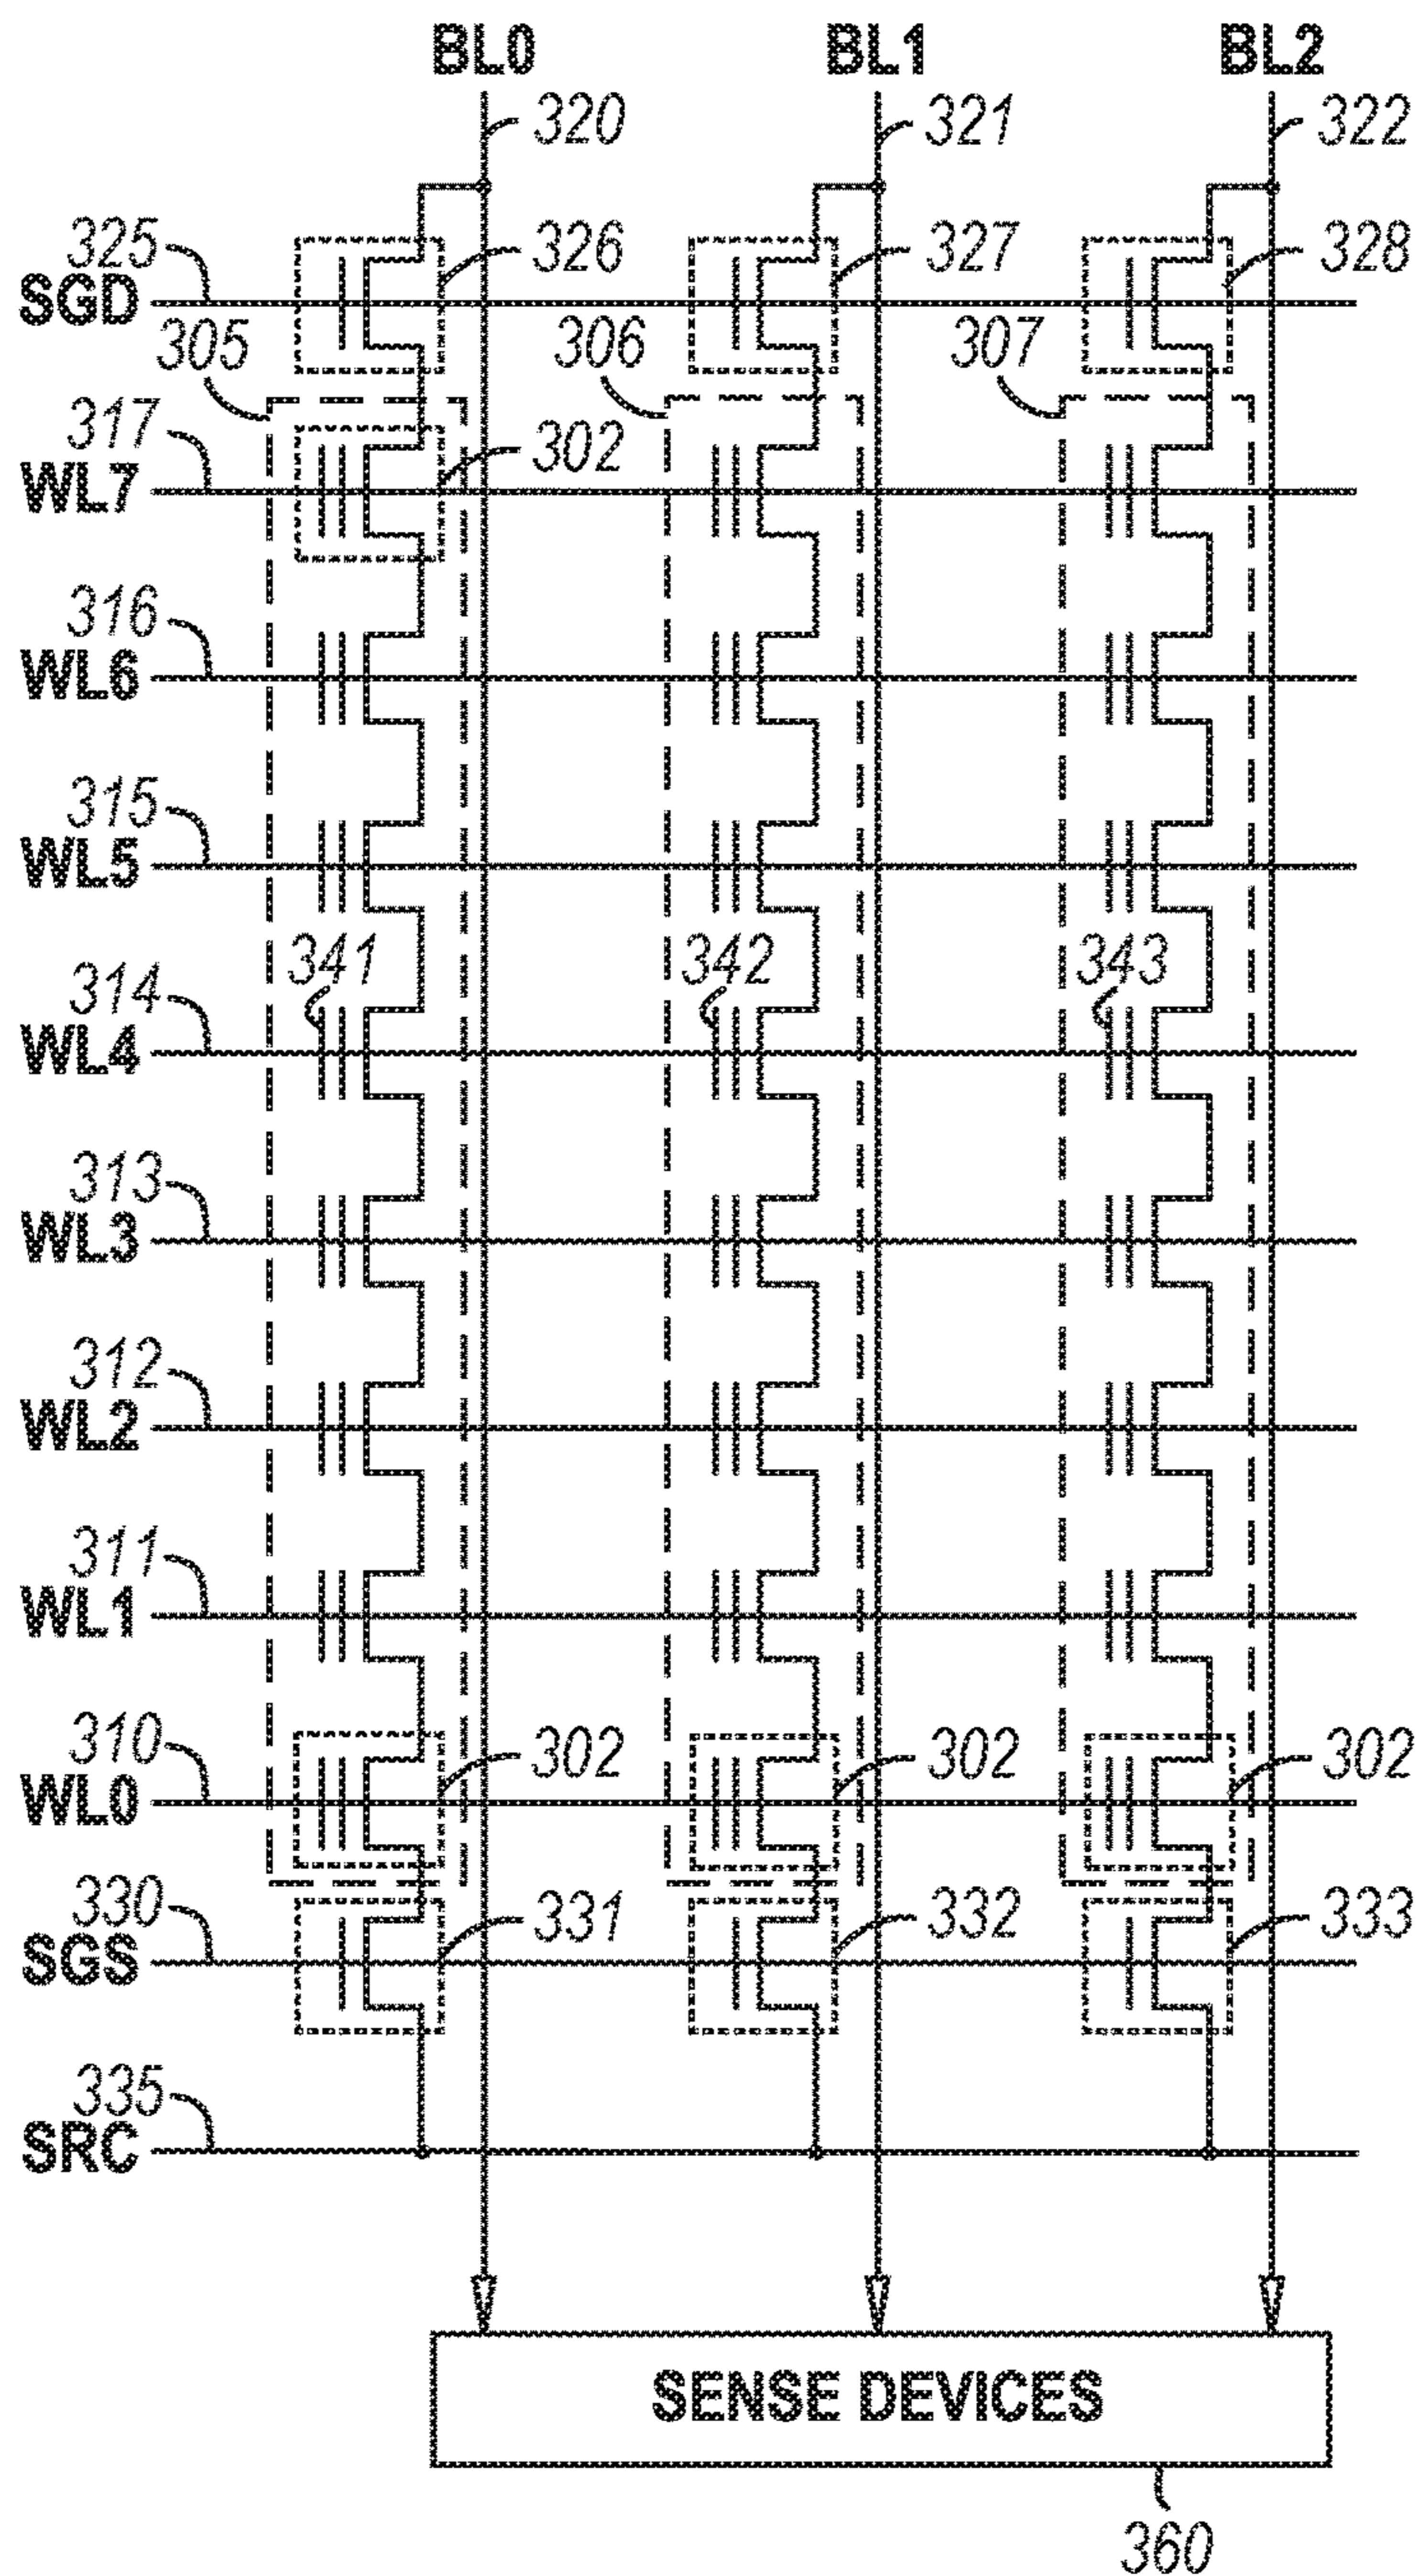 BL0 BL1 BL2
320 321 322
325 326 327 328
SGD
305 306 307
317 302
WL7
316
WL6
315
WL5
341 342 343
314
WL4
313
WL3
312
WL2
311
WL1
310 302 302 302
WL0
330 331 332 333
SGS
335
SRC
SENSE DEVICES
360